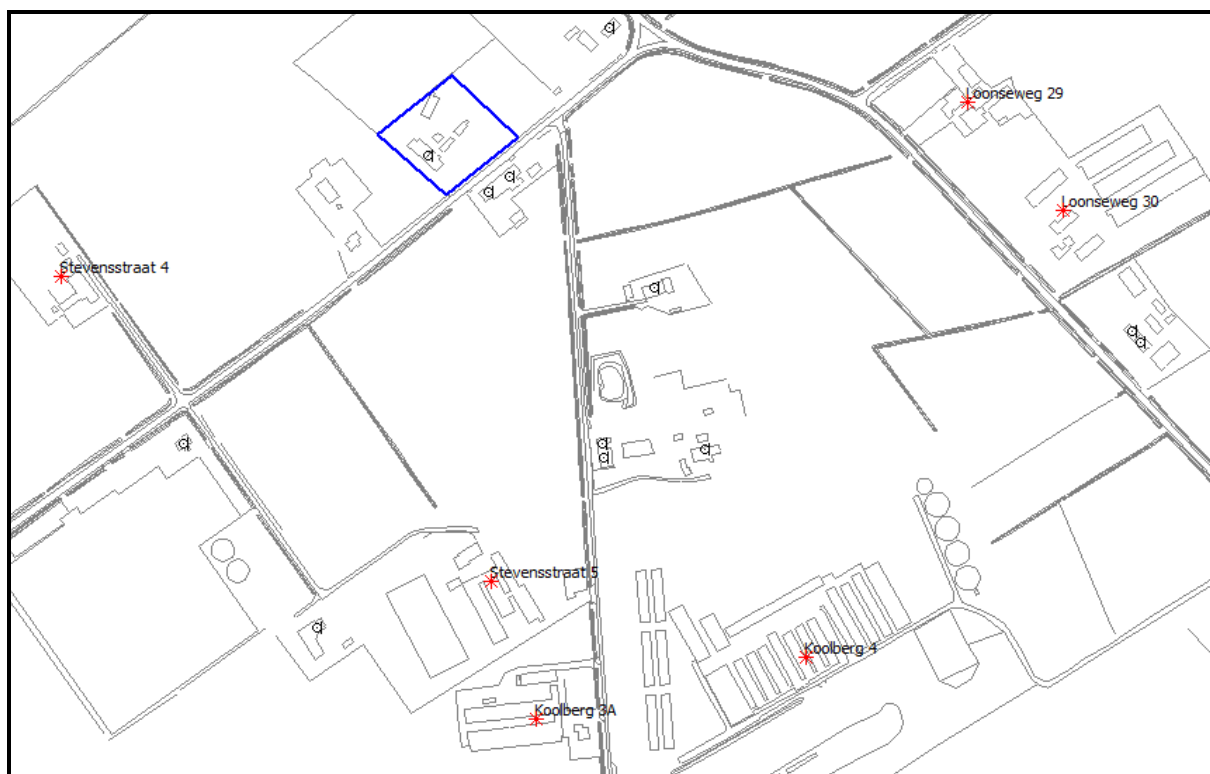 Loonseweg 29
Loonseweg 30
Stevensstraat 4
Stevensstraat 5
Koolberg 4
Koolberg 3A